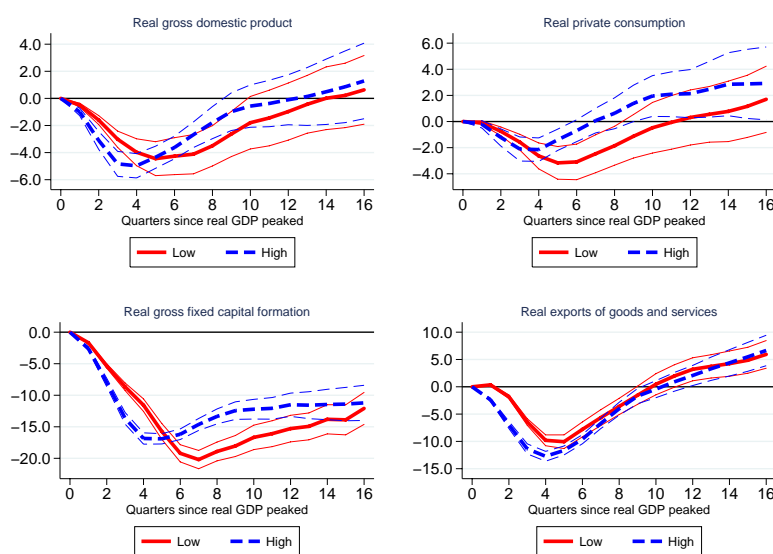 Real gross domestic product
4.0
2.0
0.0
−2.0
−4.0
−6.0
0 2 4 6 8 10 12 14 16
Quarters since real GDP peaked
Low High
Real private consumption
6.0
4.0
2.0
0.0
−2.0
−4.0
0 2 4 6 8 10 12 14 16
Quarters since real GDP peaked
Low High
Real gross fixed capital formation
0.0
−5.0
−10.0
−15.0
−20.0
0 2 4 6 8 10 12 14 16
Quarters since real GDP peaked
Low High
Real exports of goods and services
10.0
5.0
0.0
−5.0
−10.0
−15.0
0 2 4 6 8 10 12 14 16
Quarters since real GDP peaked
Low High